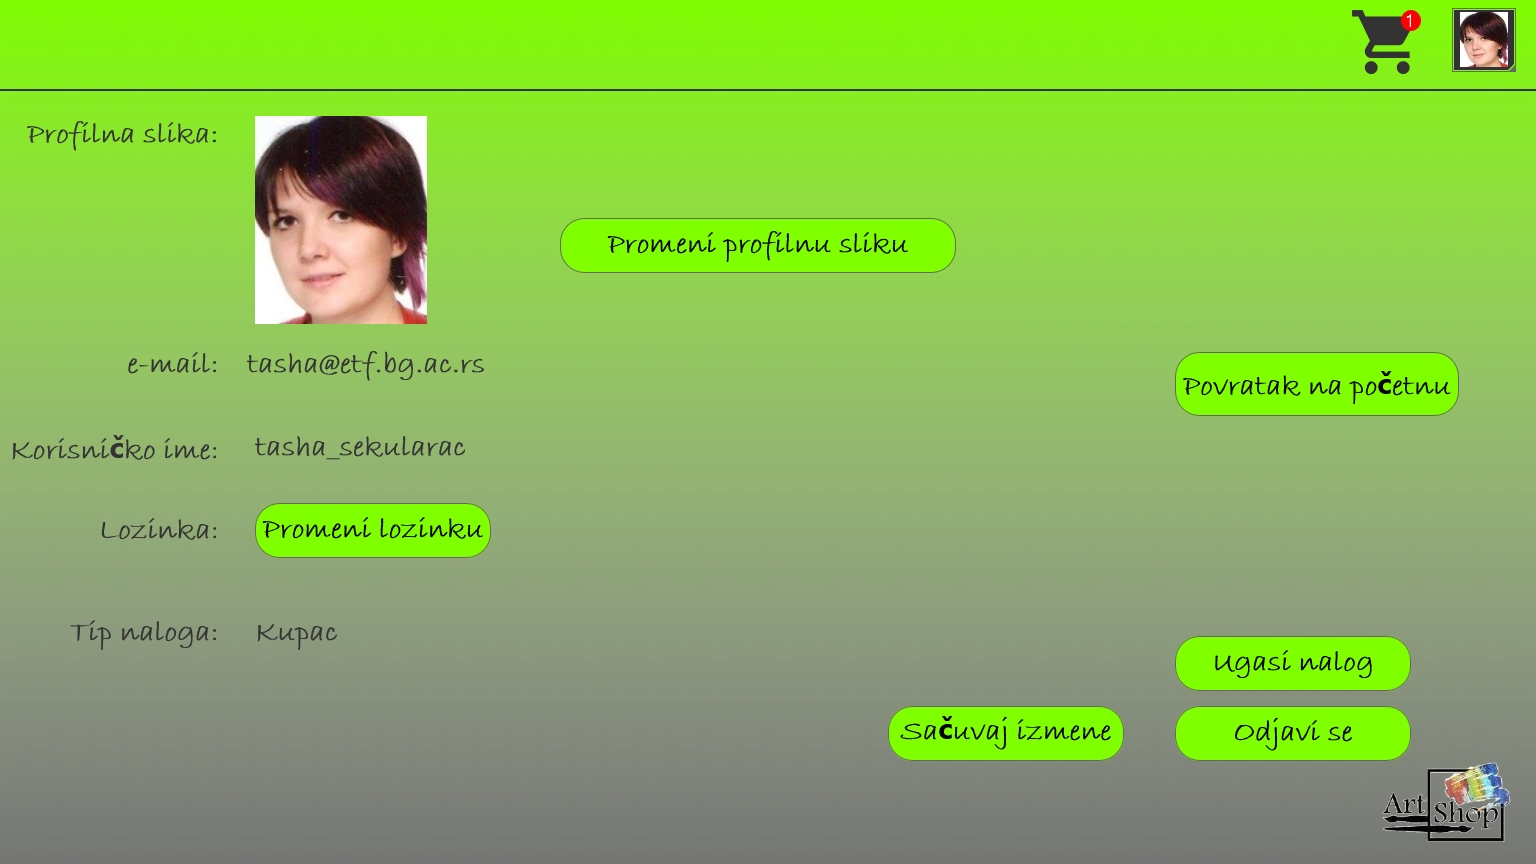 1
Profilna slika:
Promeni profilnu sliku
e-mail: tasha@etf.bg.ac.rs
Povratak na početnu
Korisničko ime: tasha_sekularac
Lozinka: Promeni lozinku
Tip naloga: Kupac
Ugasi nalog
Sačuvaj izmene
Odjavi se
Art Shop